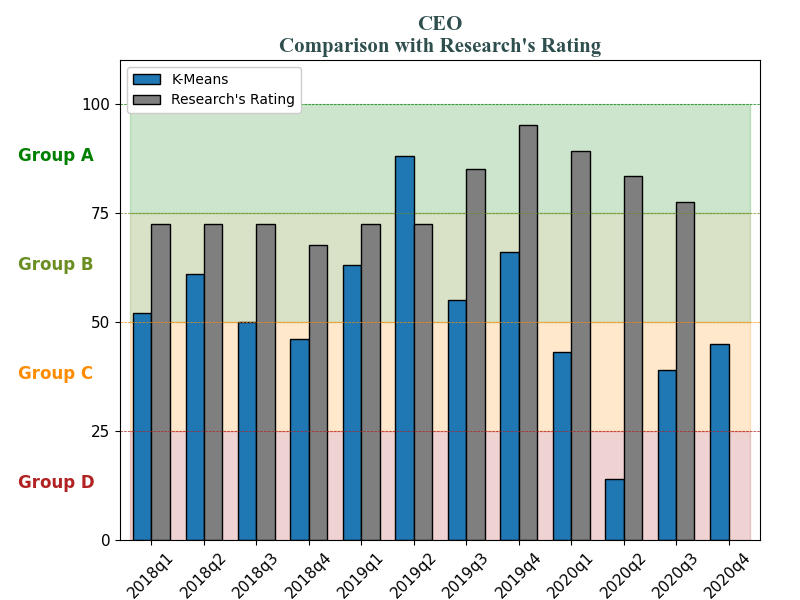 CEO
Comparison with Research's Rating
K-Means
Research's Rating
100
Group A
75
Group B
50
Group C
25
Group D
0
2018q1
2018q2
2018q3
2018q4
2019q1
2019q2
2019q3
2019q4
2020q1
2020q2
2020q3
2020q4